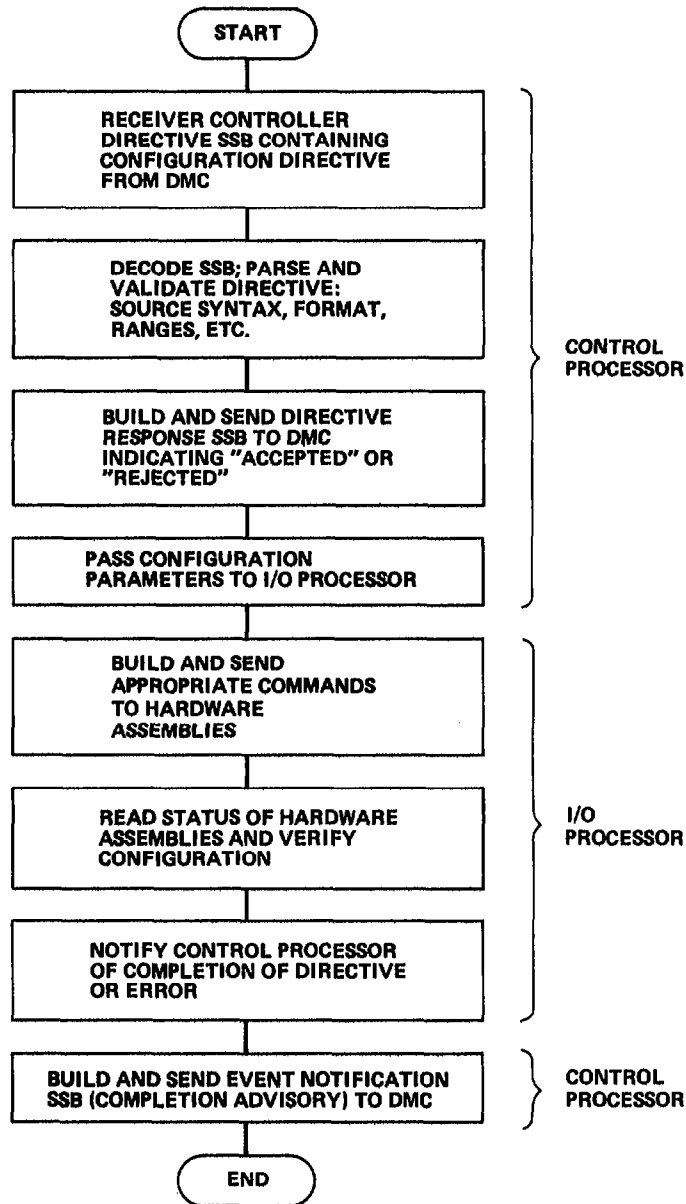 START
RECEIVER CONTROLLER
DIRECTIVE SSB CONTAINING
CONFIGURATION DIRECTIVE
FROM DMC
DECODE SSB; PARSE AND
VALIDATE DIRECTIVE:
SOURCE SYNTAX, FORMAT,
RANGES, ETC.
BUILD AND SEND DIRECTIVE
RESPONSE SSB TO DMC
INDICATING "ACCEPTED" OR
"REJECTED"
PASS CONFIGURATION
PARAMETERS TO I/O PROCESSOR
CONTROL
PROCESSOR
BUILD AND SEND
APPROPRIATE COMMANDS
TO HARDWARE
ASSEMBLIES
READ STATUS OF HARDWARE
ASSEMBLIES AND VERIFY
CONFIGURATION
NOTIFY CONTROL PROCESSOR
OF COMPLETION OF DIRECTIVE
OR ERROR
I/O
PROCESSOR
BUILD AND SEND EVENT NOTIFICATION
SSB (COMPLETION ADVISORY) TO DMC
CONTROL
PROCESSOR
END